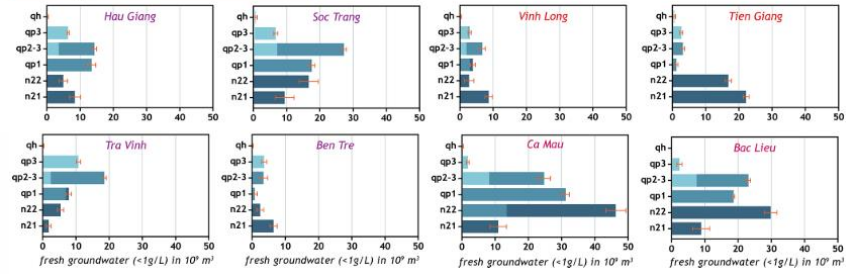 Hau Giang
qh
qp3
qp2-3
qp1
n22
n21
0 10 20 30 40 50
Soc Trang
qh
qp3
qp2-3
qp1
n22
n21
0 10 20 30 40 50
Vinh Long
qh
qp3
qp2-3
qp1
n22
n21
0 10 20 30 40 50
Tien Giang
qh
qp3
qp2-3
qp1
n22
n21
0 10 20 30 40 50
Tra Vinh
qh
qp3
qp2-3
qp1
n22
n21
0 10 20 30 40 50
fresh groundwater (<1g/L) in 10⁹ m³
Ben Tre
qh
qp3
qp2-3
qp1
n22
n21
0 10 20 30 40 50
fresh groundwater (<1g/L) in 10⁹ m³
Ca Mau
qh
qp3
qp2-3
qp1
n22
n21
0 10 20 30 40 50
fresh groundwater (<1g/L) in 10⁹ m³
Bac Lieu
qh
qp3
qp2-3
qp1
n22
n21
0 10 20 30 40 50
fresh groundwater (<1g/L) in 10⁹ m³